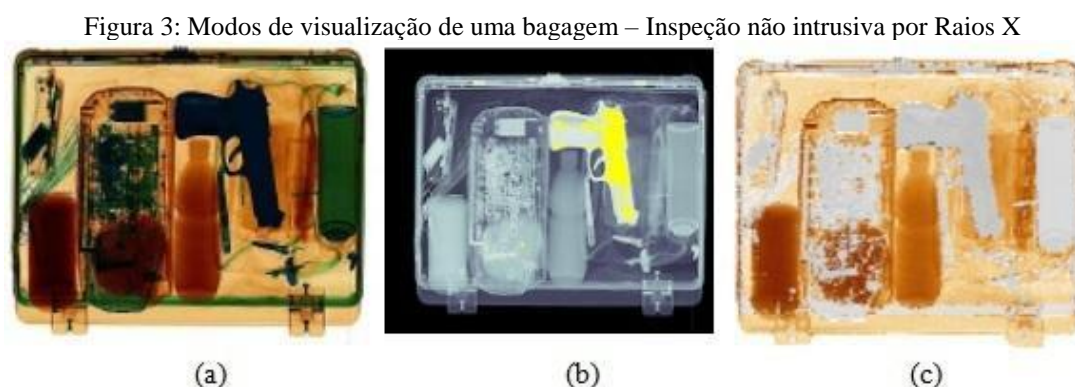 Figura 3: Modos de visualização de uma bagagem – Inspeção não intrusiva por Raios X
(a)
(b)
(c)